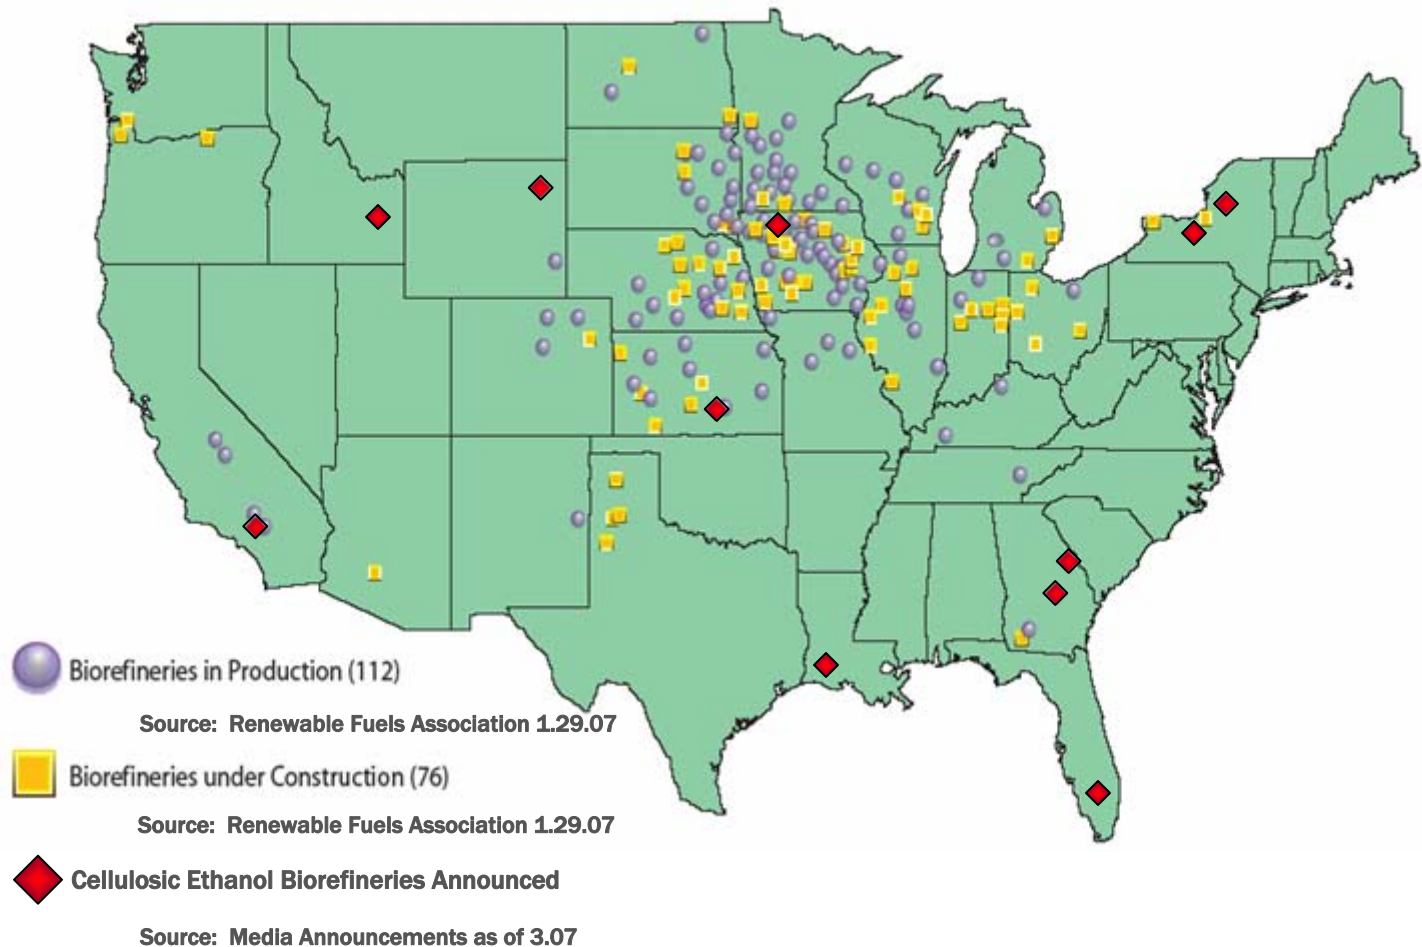 Biorefineries in Production (112)
Source: Renewable Fuels Association 1.29.07
Biorefineries under Construction (76)
Source: Renewable Fuels Association 1.29.07
Cellulosic Ethanol Biorefineries Announced
Source: Media Announcements as of 3.07